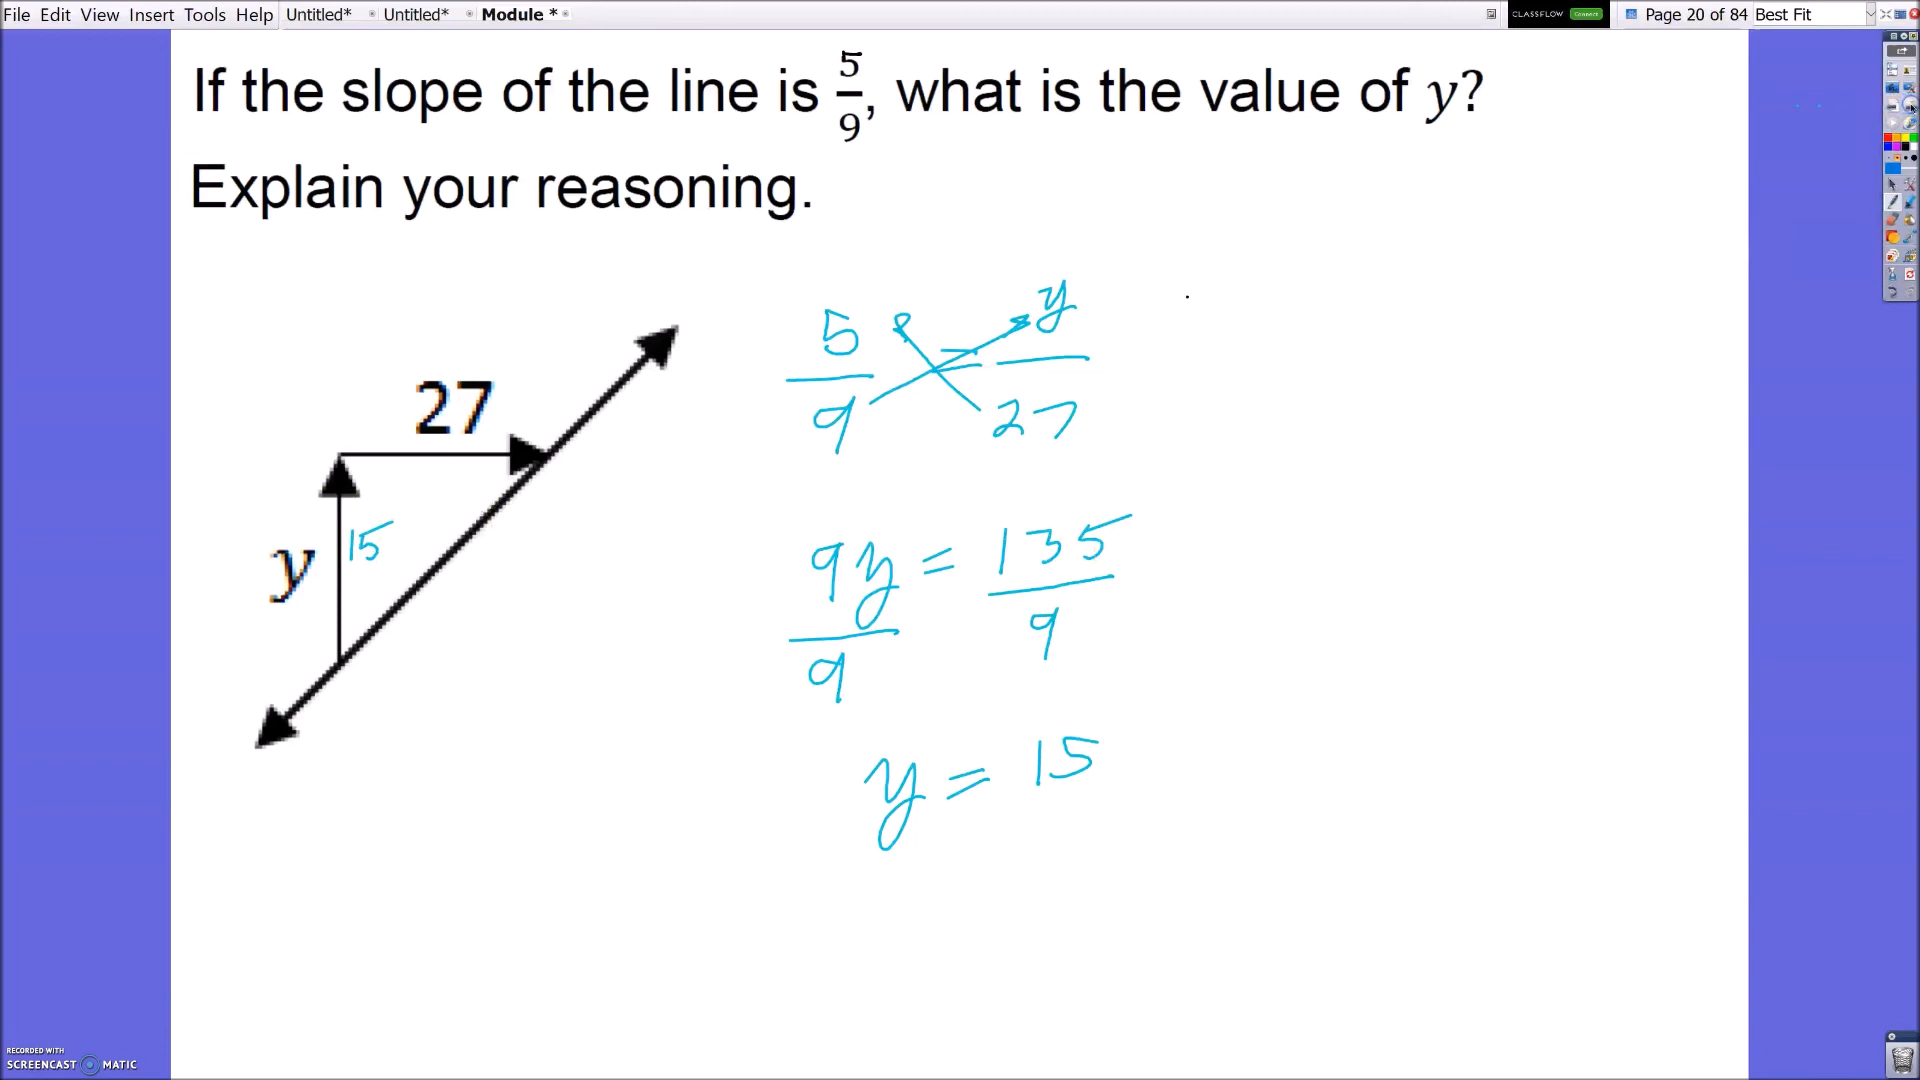 File Edit View Insert Tools Help Untitled* Untitled* Module * CLASSFLOW Connect Page 20 of 84 Best Fit
If the slope of the line is 5/9, what is the value of y?
Explain your reasoning.
5/9 = y/27
27
y 15
9y/9 = 135/9
y = 15
RECORDED WITH
SCREENCAST MATIC